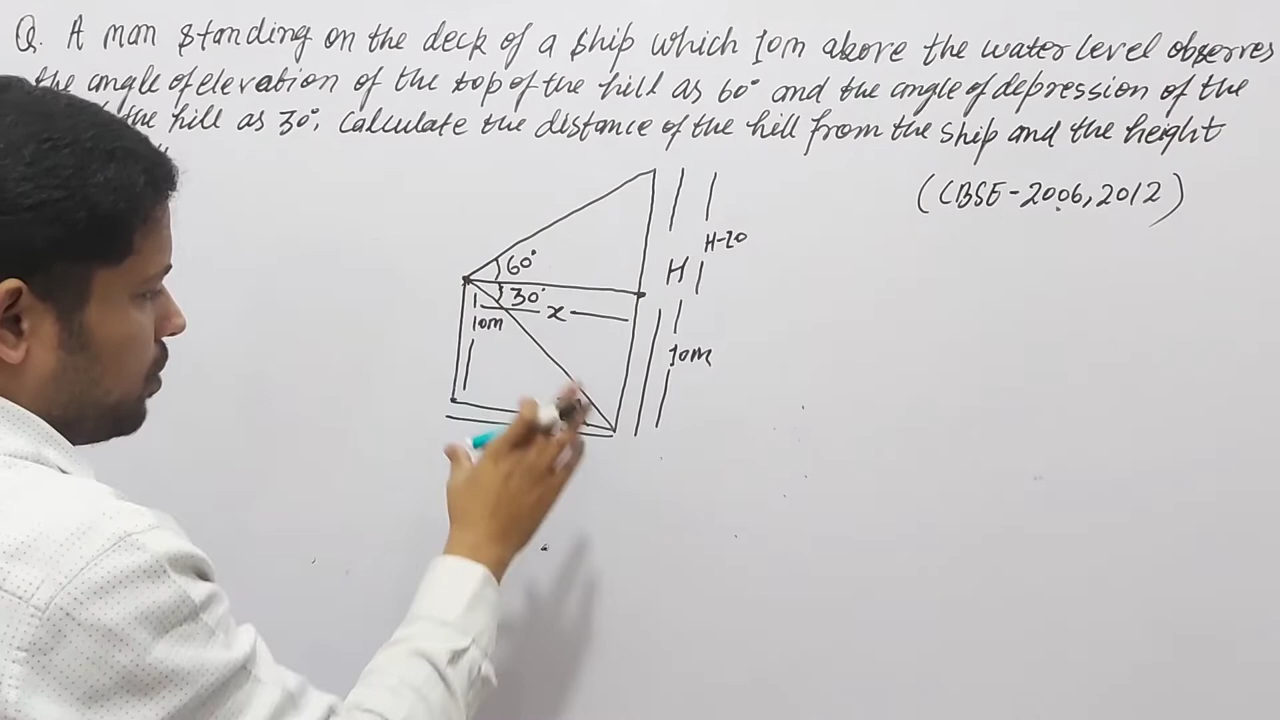 Q. A man standing on the deck of a ship which 10m above the water level observes
the angle of elevation of the top of the hill as 60° and the angle of depression of the
the hill as 30°. Calculate the distance of the hill from the ship and the height
(CBSE-2006,2012)
H-10
60°
H
30°
x
10m
10m